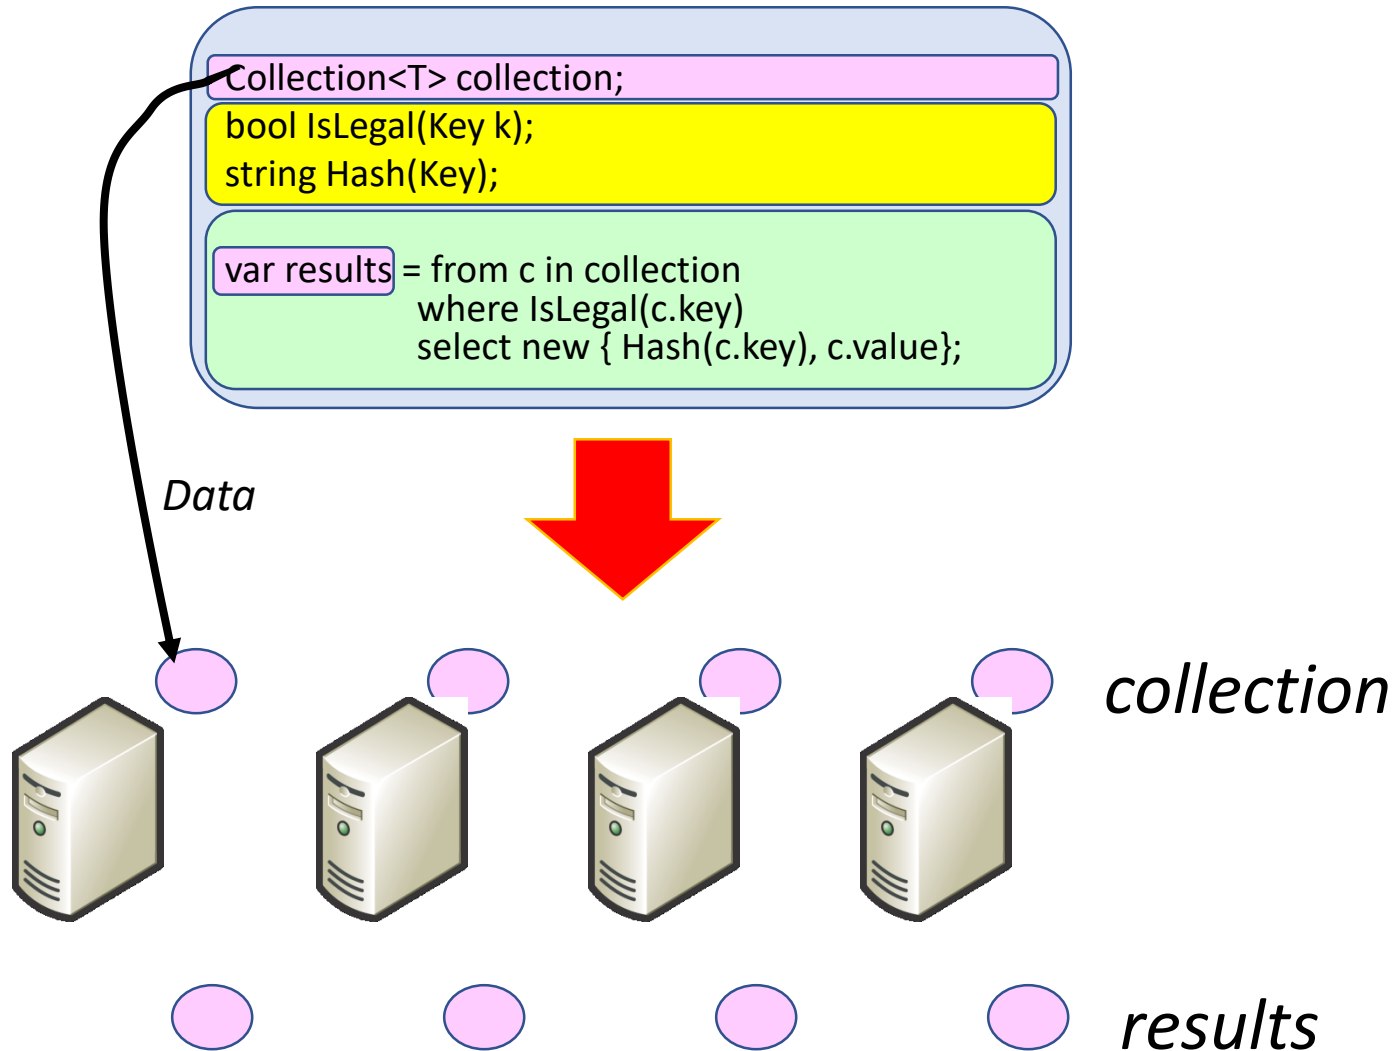 Collection<T> collection;
bool IsLegal(Key k);
string Hash(Key);
var results = from c in collection
where IsLegal(c.key)
select new { Hash(c.key), c.value};
Data
collection
results